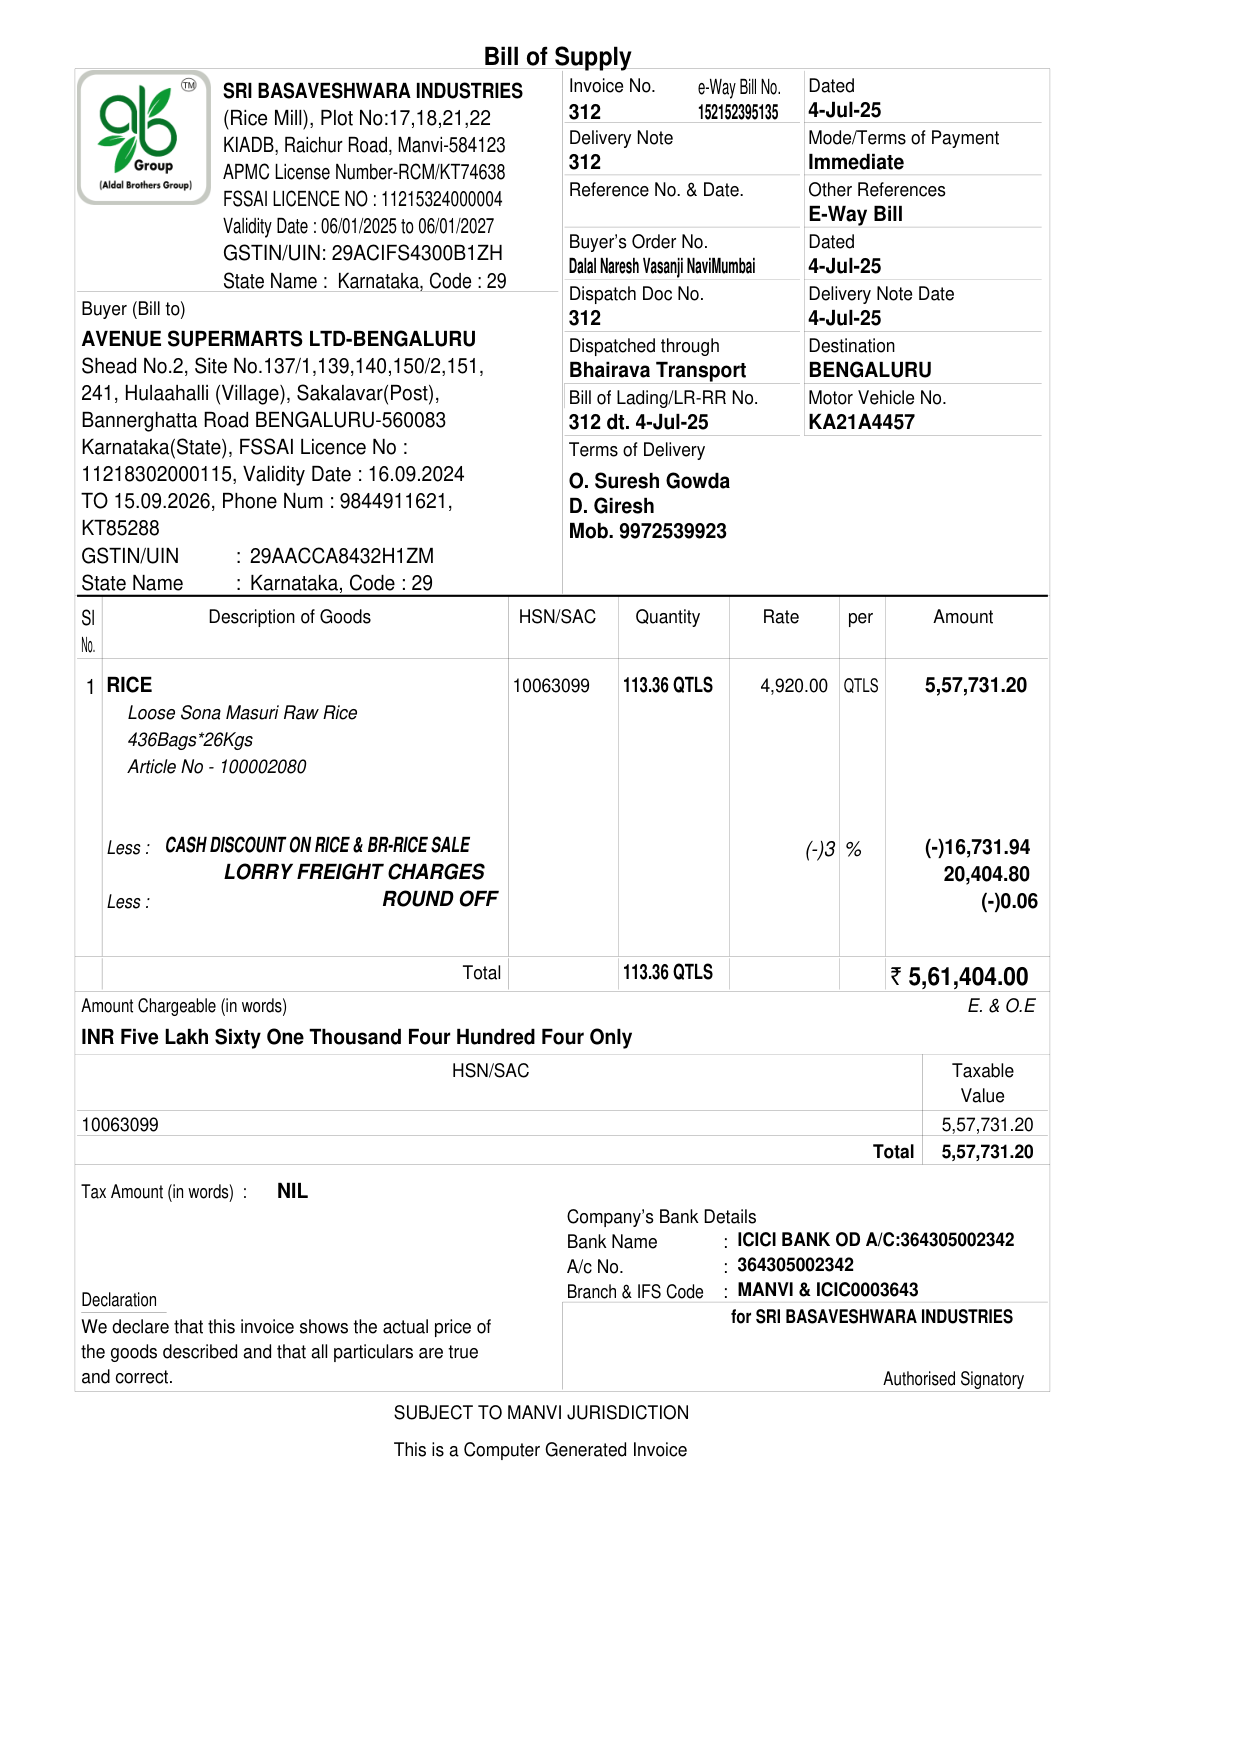 Bill of Supply
TM
Group
(Aldal Brothers Group)
SRI BASAVESHWARA INDUSTRIES
(Rice Mill), Plot No:17,18,21,22
KIADB, Raichur Road, Manvi-584123
APMC License Number-RCM/KT74638
FSSAI LICENCE NO : 11215324000004
Validity Date : 06/01/2025 to 06/01/2027
GSTIN/UIN: 29ACIFS4300B1ZH
State Name : Karnataka, Code : 29
Invoice No. e-Way Bill No. Dated
312 152152395135 4-Jul-25
Delivery Note Mode/Terms of Payment
312 Immediate
Reference No. & Date. Other References
E-Way Bill
Buyer's Order No. Dated
Dalal Naresh Vasanji NaviMumbai 4-Jul-25
Dispatch Doc No. Delivery Note Date
312 4-Jul-25
Dispatched through Destination
Bhairava Transport BENGALURU
Bill of Lading/LR-RR No. Motor Vehicle No.
312 dt. 4-Jul-25 KA21A4457
Terms of Delivery
O. Suresh Gowda
D. Giresh
Mob. 9972539923
Buyer (Bill to)
AVENUE SUPERMARTS LTD-BENGALURU
Shead No.2, Site No.137/1,139,140,150/2,151,
241, Hulaahalli (Village), Sakalavar(Post),
Bannerghatta Road BENGALURU-560083
Karnataka(State), FSSAI Licence No :
11218302000115, Validity Date : 16.09.2024
TO 15.09.2026, Phone Num : 9844911621,
KT85288
GSTIN/UIN : 29AACCA8432H1ZM
State Name : Karnataka, Code : 29
Sl Description of Goods HSN/SAC Quantity Rate per Amount
No.
1 RICE 10063099 113.36 QTLS 4,920.00 QTLS 5,57,731.20
Loose Sona Masuri Raw Rice
436Bags*26Kgs
Article No - 100002080
Less : CASH DISCOUNT ON RICE & BR-RICE SALE (-)3 % (-)16,731.94
LORRY FREIGHT CHARGES 20,404.80
Less : ROUND OFF (-)0.06
Total 113.36 QTLS ₹ 5,61,404.00
Amount Chargeable (in words) E. & O.E
INR Five Lakh Sixty One Thousand Four Hundred Four Only
HSN/SAC Taxable
Value
10063099 5,57,731.20
Total 5,57,731.20
Tax Amount (in words) : NIL
Company's Bank Details
Bank Name : ICICI BANK OD A/C:364305002342
A/c No. : 364305002342
Branch & IFS Code : MANVI & ICIC0003643
Declaration
We declare that this invoice shows the actual price of
the goods described and that all particulars are true
and correct.
for SRI BASAVESHWARA INDUSTRIES
Authorised Signatory
SUBJECT TO MANVI JURISDICTION
This is a Computer Generated Invoice